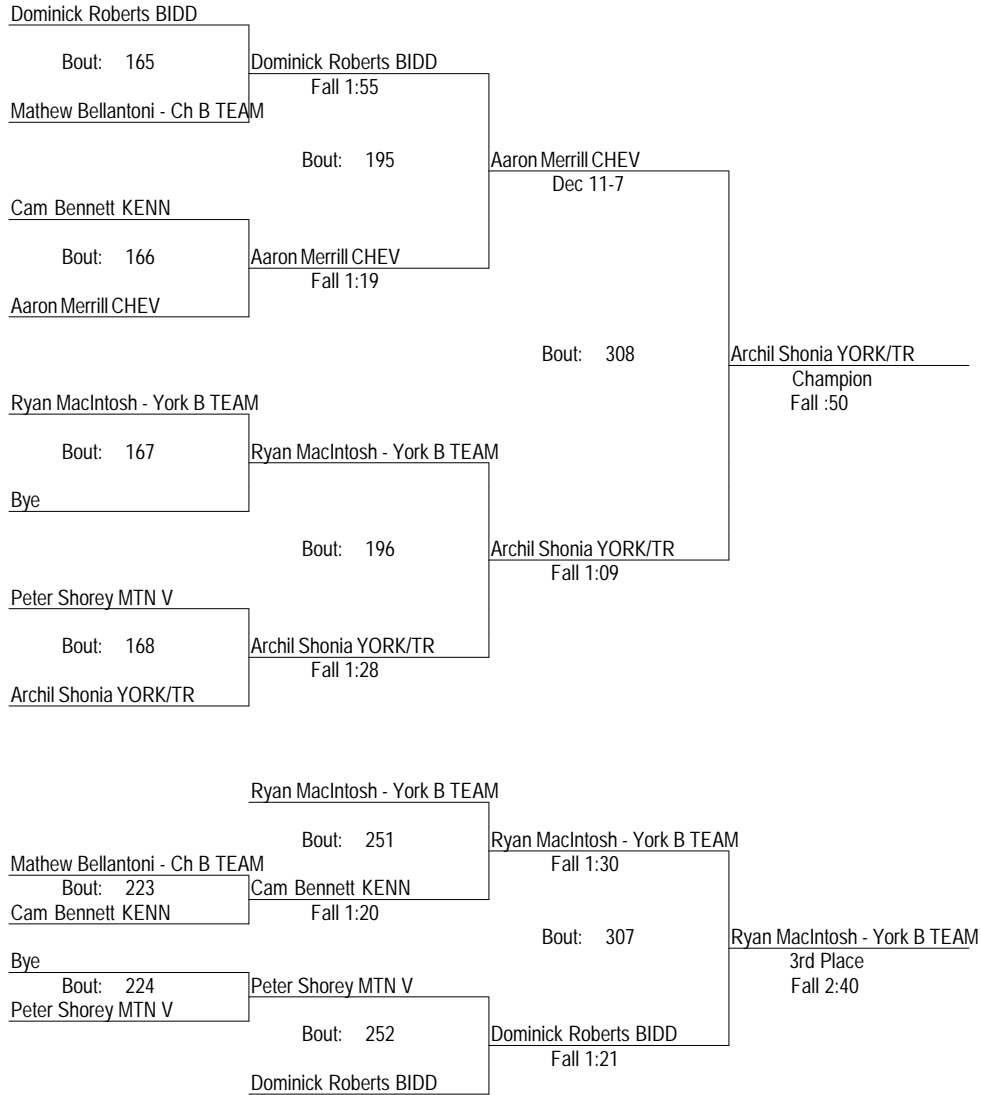 Dominick Roberts BIDD
Bout: 165
Dominick Roberts BIDD
Fall 1:55
Mathew Bellantoni - Ch B TEAM
Bout: 195
Aaron Merrill CHEV
Dec 11-7
Cam Bennett KENN
Bout: 166
Aaron Merrill CHEV
Fall 1:19
Aaron Merrill CHEV
Bout: 308
Archil Shonia YORK/TR
Champion
Fall :50
Ryan MacIntosh - York B TEAM
Bout: 167
Ryan MacIntosh - York B TEAM
Bye
Bout: 196
Archil Shonia YORK/TR
Fall 1:09
Peter Shorey MTN V
Bout: 168
Archil Shonia YORK/TR
Fall 1:28
Archil Shonia YORK/TR
Ryan MacIntosh - York B TEAM
Bout: 251
Ryan MacIntosh - York B TEAM
Fall 1:30
Mathew Bellantoni - Ch B TEAM
Bout: 223
Cam Bennett KENN
Fall 1:20
Cam Bennett KENN
Bout: 307
Ryan MacIntosh - York B TEAM
3rd Place
Fall 2:40
Bye
Bout: 224
Peter Shorey MTN V
Peter Shorey MTN V
Bout: 252
Dominick Roberts BIDD
Fall 1:21
Dominick Roberts BIDD